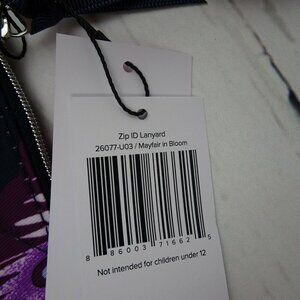 Zip ID Lanyard
26077-U03 / Mayfair in Bloom
8 86003 71662 5
Not intended for children under 12